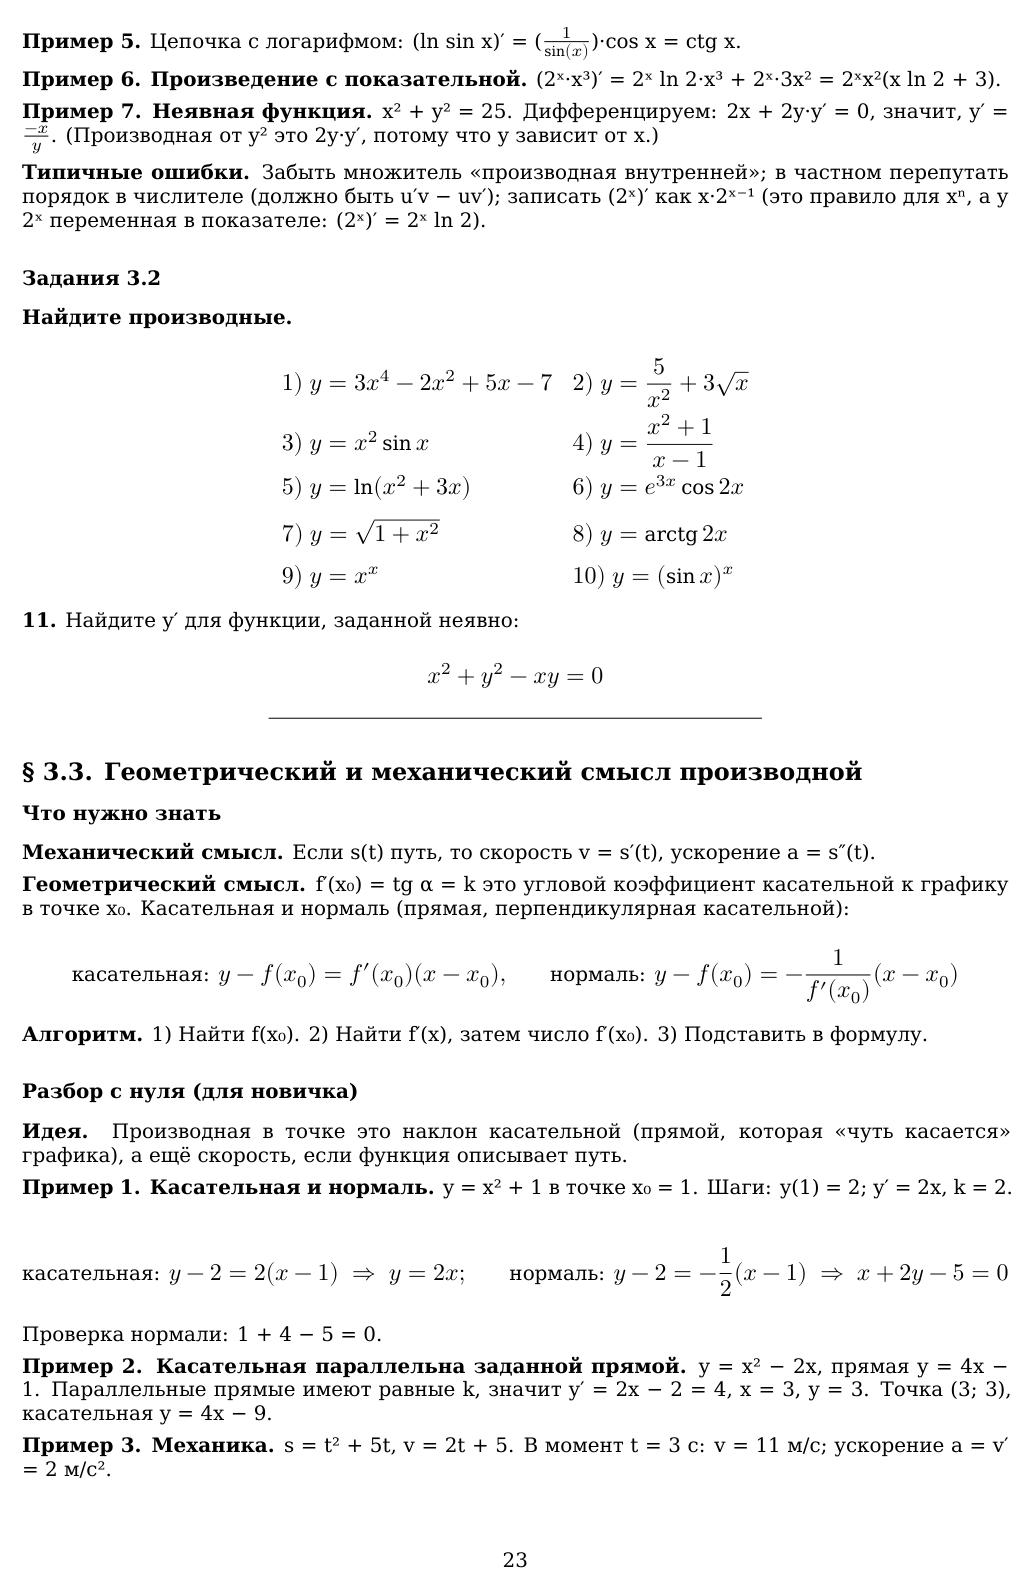 Пример 5. Цепочка с логарифмом: (ln sin x)′ = (1/sin(x))·cos x = ctg x.
Пример 6. Произведение с показательной. (2ˣ·x³)′ = 2ˣ ln 2·x³ + 2ˣ·3x² = 2ˣx²(x ln 2 + 3).
Пример 7. Неявная функция. x² + y² = 25. Дифференцируем: 2x + 2y·y′ = 0, значит, y′ =
−x/y. (Производная от y² это 2y·y′, потому что y зависит от x.)
Типичные ошибки. Забыть множитель «производная внутренней»; в частном перепутать
порядок в числителе (должно быть u′v − uv′); записать (2ˣ)′ как x·2ˣ⁻¹ (это правило для xⁿ, а у
2ˣ переменная в показателе: (2ˣ)′ = 2ˣ ln 2).
Задания 3.2
Найдите производные.
1) y = 3x⁴ − 2x² + 5x − 7 2) y = 5/x² + 3√x
3) y = x² sin x 4) y = (x² + 1)/(x − 1)
5) y = ln(x² + 3x) 6) y = e³ˣ cos 2x
7) y = √(1 + x²) 8) y = arctg 2x
9) y = xˣ 10) y = (sin x)ˣ
11. Найдите y′ для функции, заданной неявно:
x² + y² − xy = 0
§ 3.3. Геометрический и механический смысл производной
Что нужно знать
Механический смысл. Если s(t) путь, то скорость v = s′(t), ускорение a = s″(t).
Геометрический смысл. f′(x₀) = tg α = k это угловой коэффициент касательной к графику
в точке x₀. Касательная и нормаль (прямая, перпендикулярная касательной):
касательная: y − f(x₀) = f′(x₀)(x − x₀), нормаль: y − f(x₀) = −1/f′(x₀)(x − x₀)
Алгоритм. 1) Найти f(x₀). 2) Найти f′(x), затем число f′(x₀). 3) Подставить в формулу.
Разбор с нуля (для новичка)
Идея. Производная в точке это наклон касательной (прямой, которая «чуть касается»
графика), а ещё скорость, если функция описывает путь.
Пример 1. Касательная и нормаль. y = x² + 1 в точке x₀ = 1. Шаги: y(1) = 2; y′ = 2x, k = 2.
касательная: y − 2 = 2(x − 1) ⇒ y = 2x; нормаль: y − 2 = −1/2(x − 1) ⇒ x + 2y − 5 = 0
Проверка нормали: 1 + 4 − 5 = 0.
Пример 2. Касательная параллельна заданной прямой. y = x² − 2x, прямая y = 4x −
1. Параллельные прямые имеют равные k, значит y′ = 2x − 2 = 4, x = 3, y = 3. Точка (3; 3),
касательная y = 4x − 9.
Пример 3. Механика. s = t² + 5t, v = 2t + 5. В момент t = 3 с: v = 11 м/с; ускорение a = v′
= 2 м/с².
23